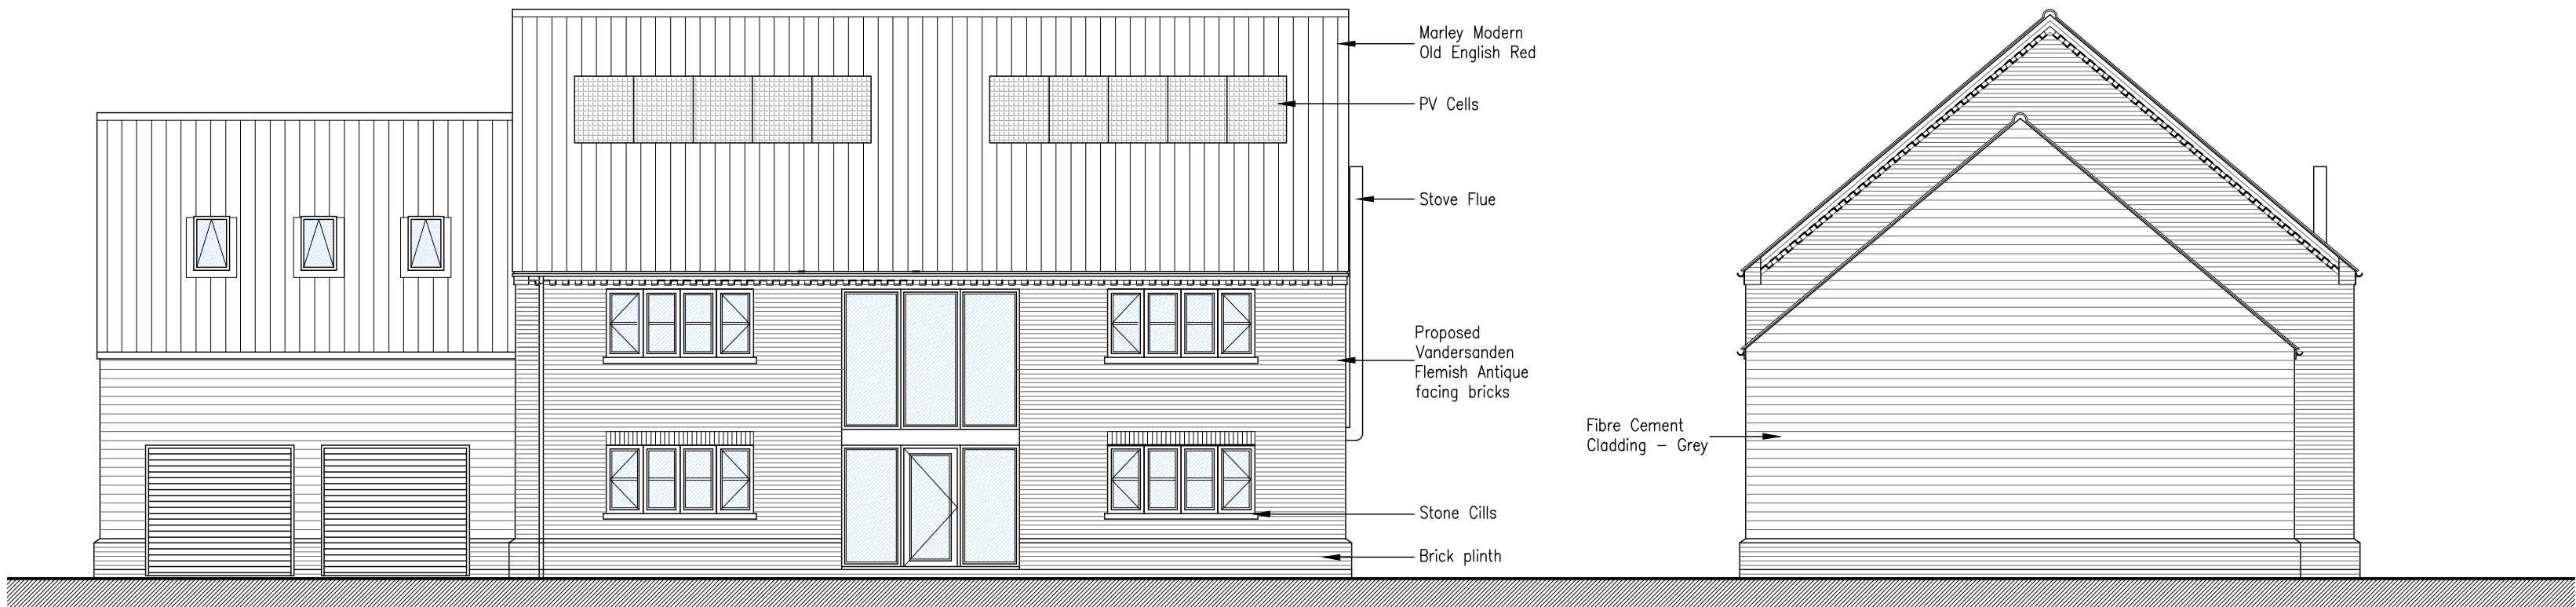 Marley Modern
Old English Red
PV Cells
Stove Flue
Proposed
Vandersanden
Flemish Antique
facing bricks
Fibre Cement
Cladding – Grey
Stone Cills
Brick plinth